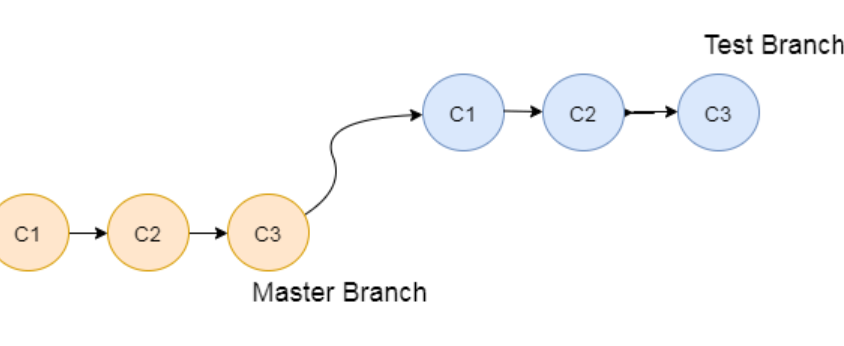 Test Branch
C1 C2 C3
C1 C2 C3
Master Branch